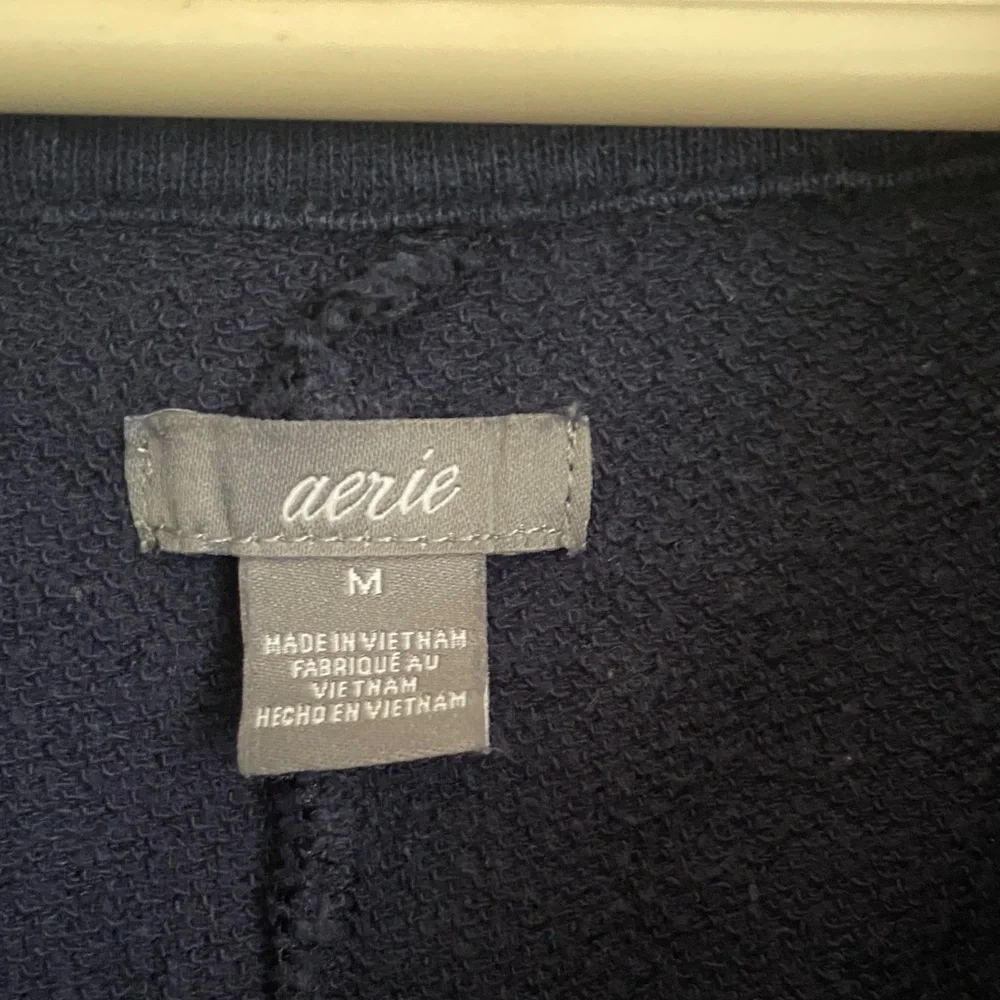 aerie
M
MADE IN VIETNAM
FABRIQUÉ AU
VIETNAM
HECHO EN VIETNAM